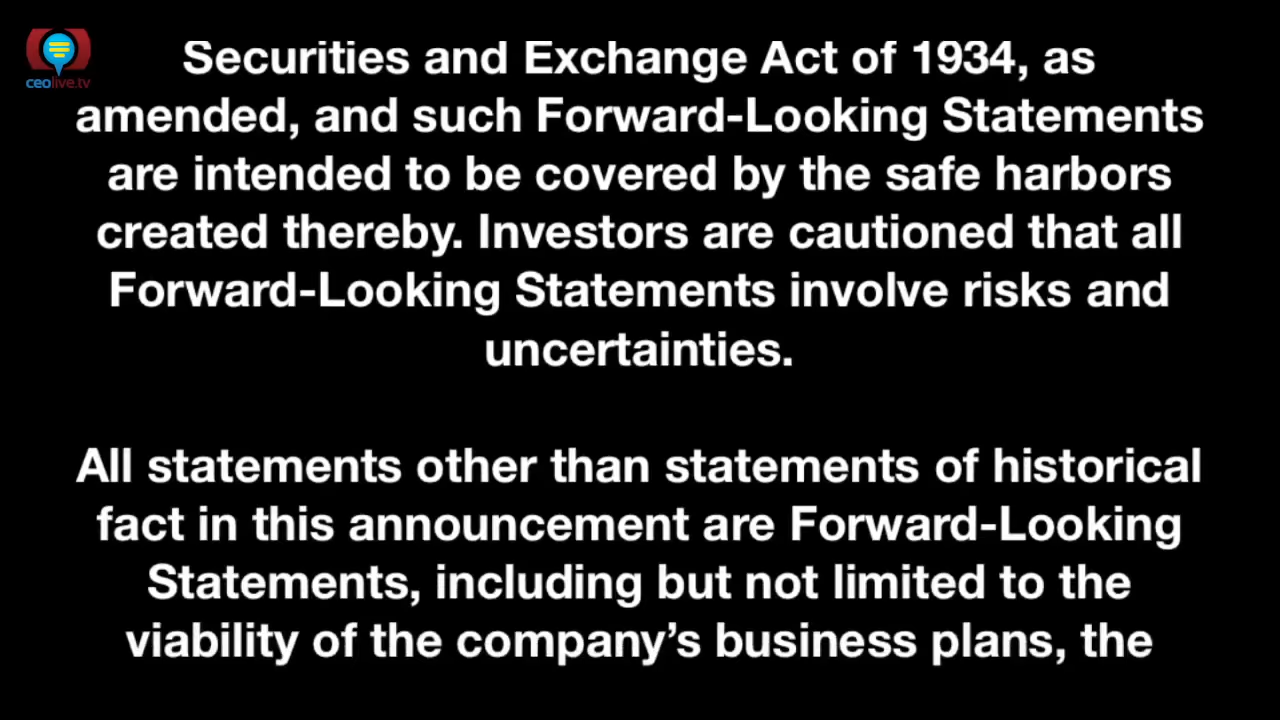 ceolive.tv
Securities and Exchange Act of 1934, as
amended, and such Forward-Looking Statements
are intended to be covered by the safe harbors
created thereby. Investors are cautioned that all
Forward-Looking Statements involve risks and
uncertainties.
All statements other than statements of historical
fact in this announcement are Forward-Looking
Statements, including but not limited to the
viability of the company’s business plans, the